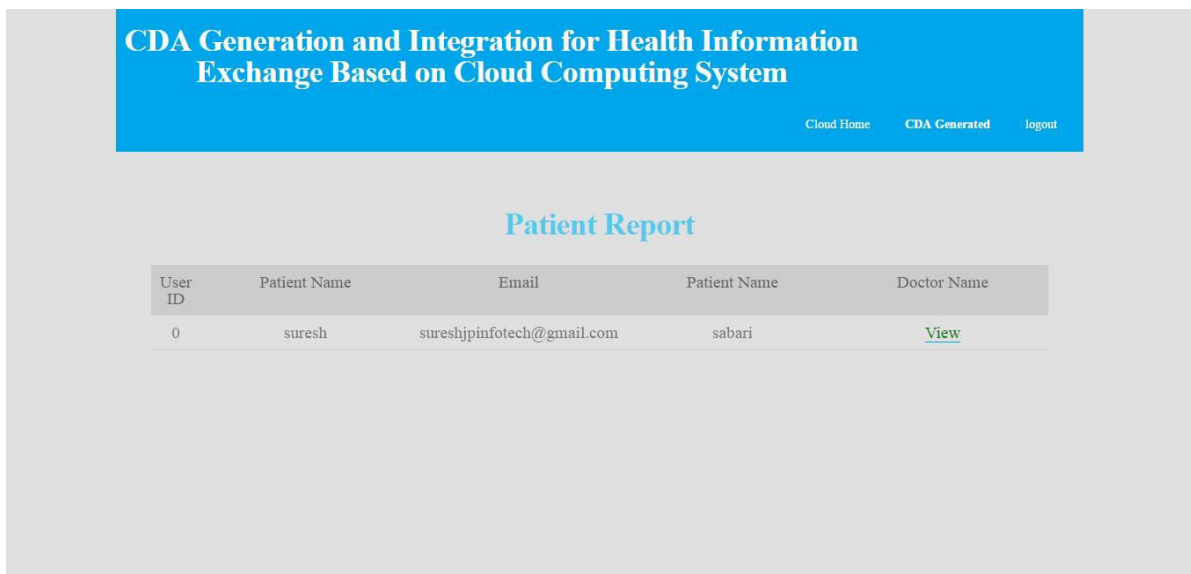 CDA Generation and Integration for Health Information
Exchange Based on Cloud Computing System
Cloud Home CDA Generated logout
Patient Report
User ID Patient Name Email Patient Name Doctor Name
0 suresh sureshjpinfotech@gmail.com sabari View